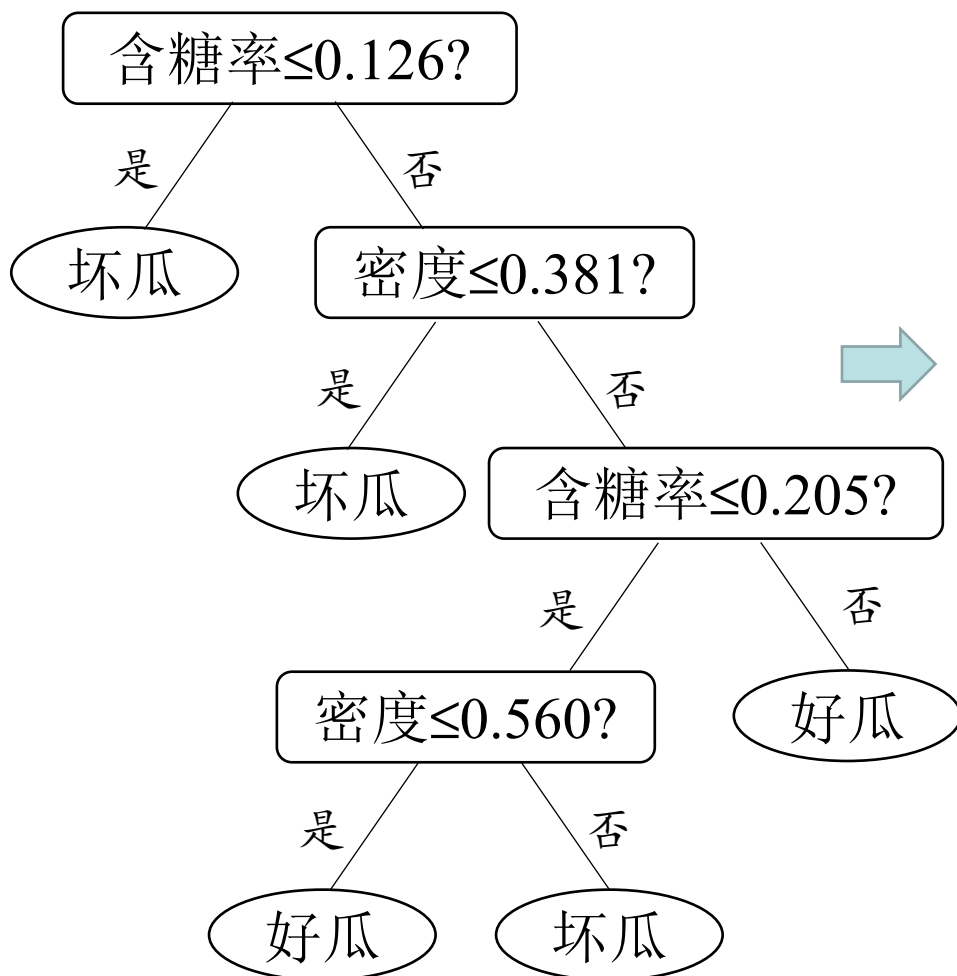 含糖率≤0.126?
是
否
坏瓜
密度≤0.381?
是
否
坏瓜
含糖率≤0.205?
是
否
密度≤0.560?
好瓜
是
否
好瓜
坏瓜